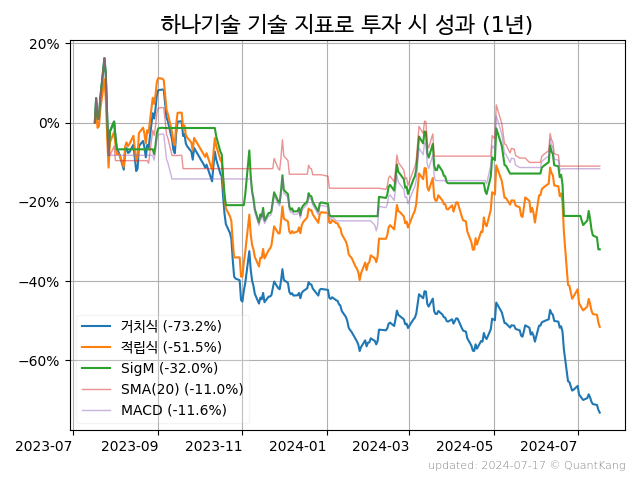 하나기술 기술 지표로 투자 시 성과 (1년)
20%
0%
−20%
−40%
−60%
거치식 (-73.2%)
적립식 (-51.5%)
SigM (-32.0%)
SMA(20) (-11.0%)
MACD (-11.6%)
2023-07 2023-09 2023-11 2024-01 2024-03 2024-05 2024-07
updated: 2024-07-17 © QuantKang